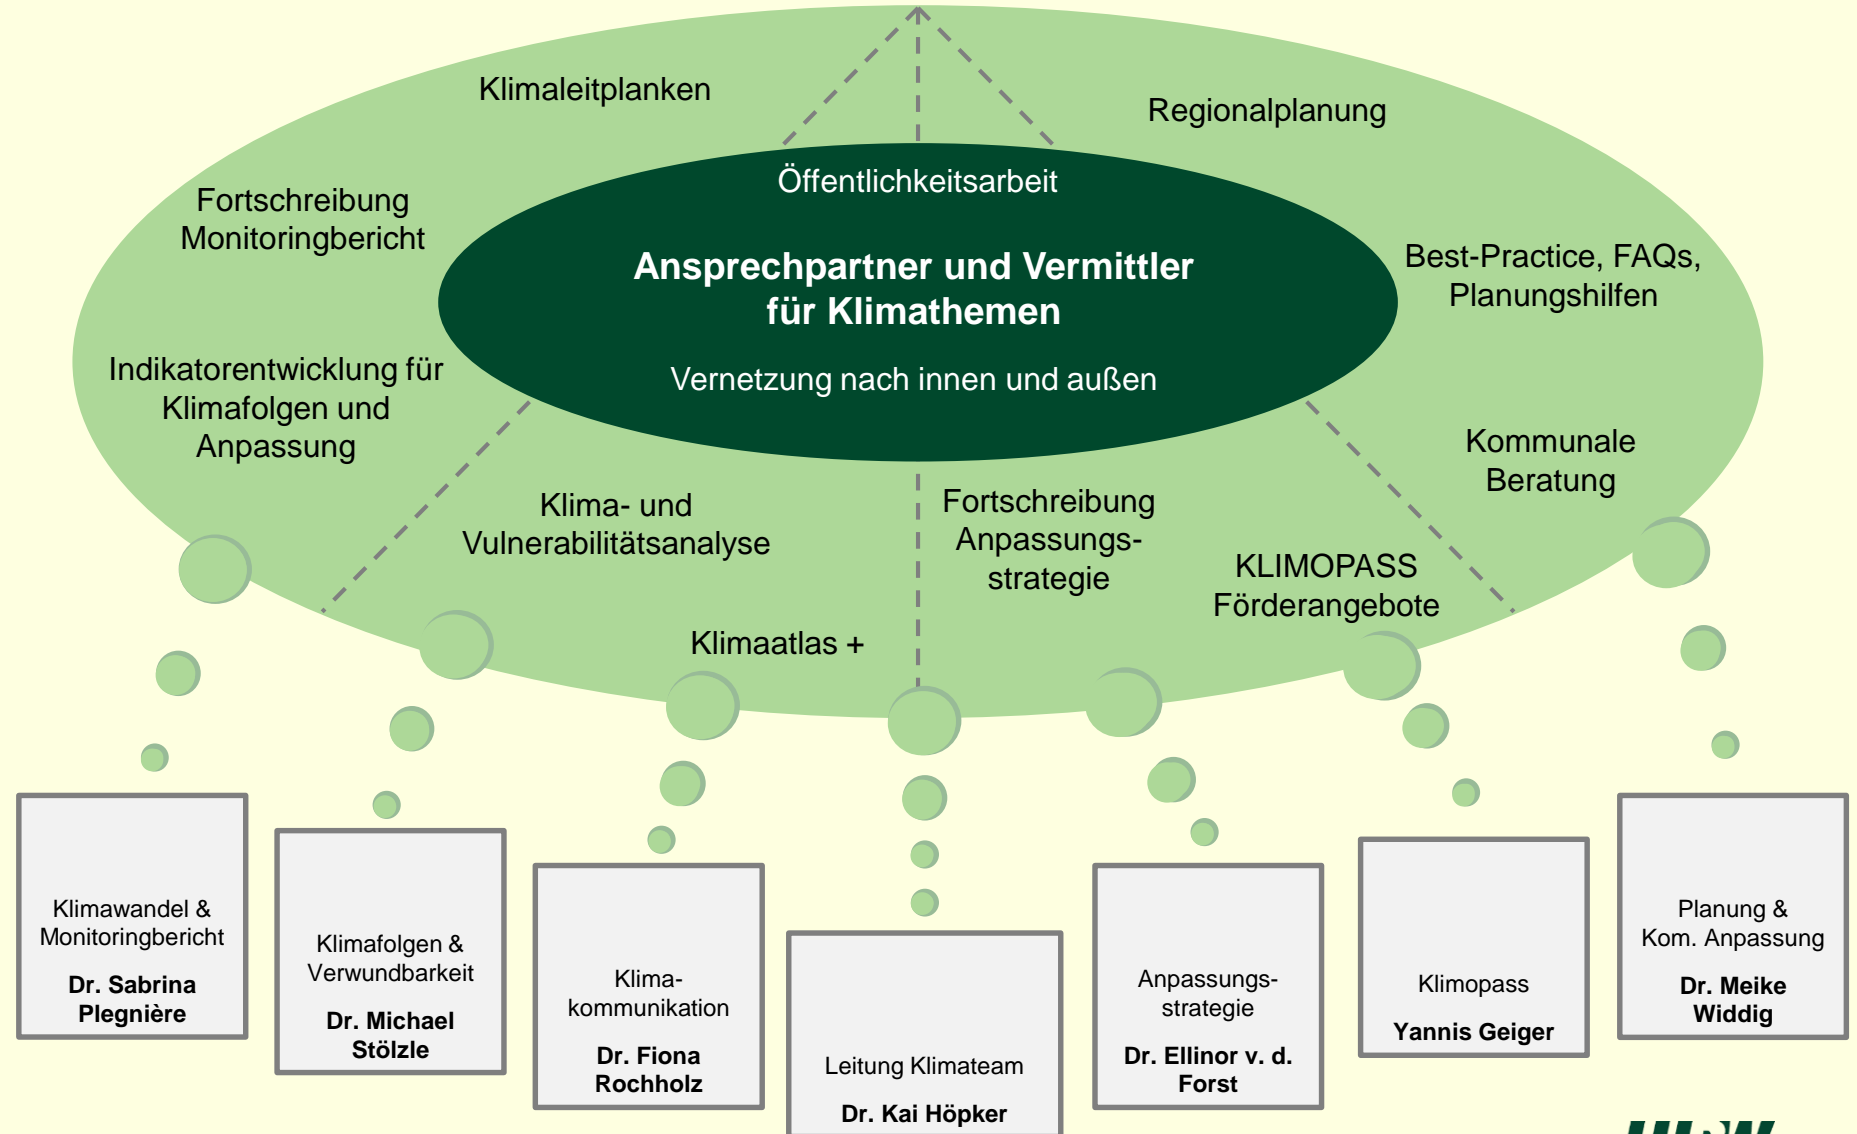 Klimaleitplanken
Regionalplanung
Öffentlichkeitsarbeit
Fortschreibung
Monitoringbericht
Ansprechpartner und Vermittler
für Klimathemen
Best-Practice, FAQs,
Planungshilfen
Vernetzung nach innen und außen
Indikatorentwicklung für
Klimafolgen und
Anpassung
Kommunale
Beratung
Klima- und
Vulnerabilitätsanalyse
Fortschreibung
Anpassungs-
strategie
KLIMOPASS
Förderangebote
Klimaatlas +
Klimawandel &
Monitoringbericht
Dr. Sabrina
Plegnière
Klimafolgen &
Verwundbarkeit
Dr. Michael
Stölzle
Klima-
kommunikation
Dr. Fiona
Rochholz
Leitung Klimateam
Dr. Kai Höpker
Anpassungs-
strategie
Dr. Ellinor v. d.
Forst
Klimopass
Yannis Geiger
Planung &
Kom. Anpassung
Dr. Meike
Widdig